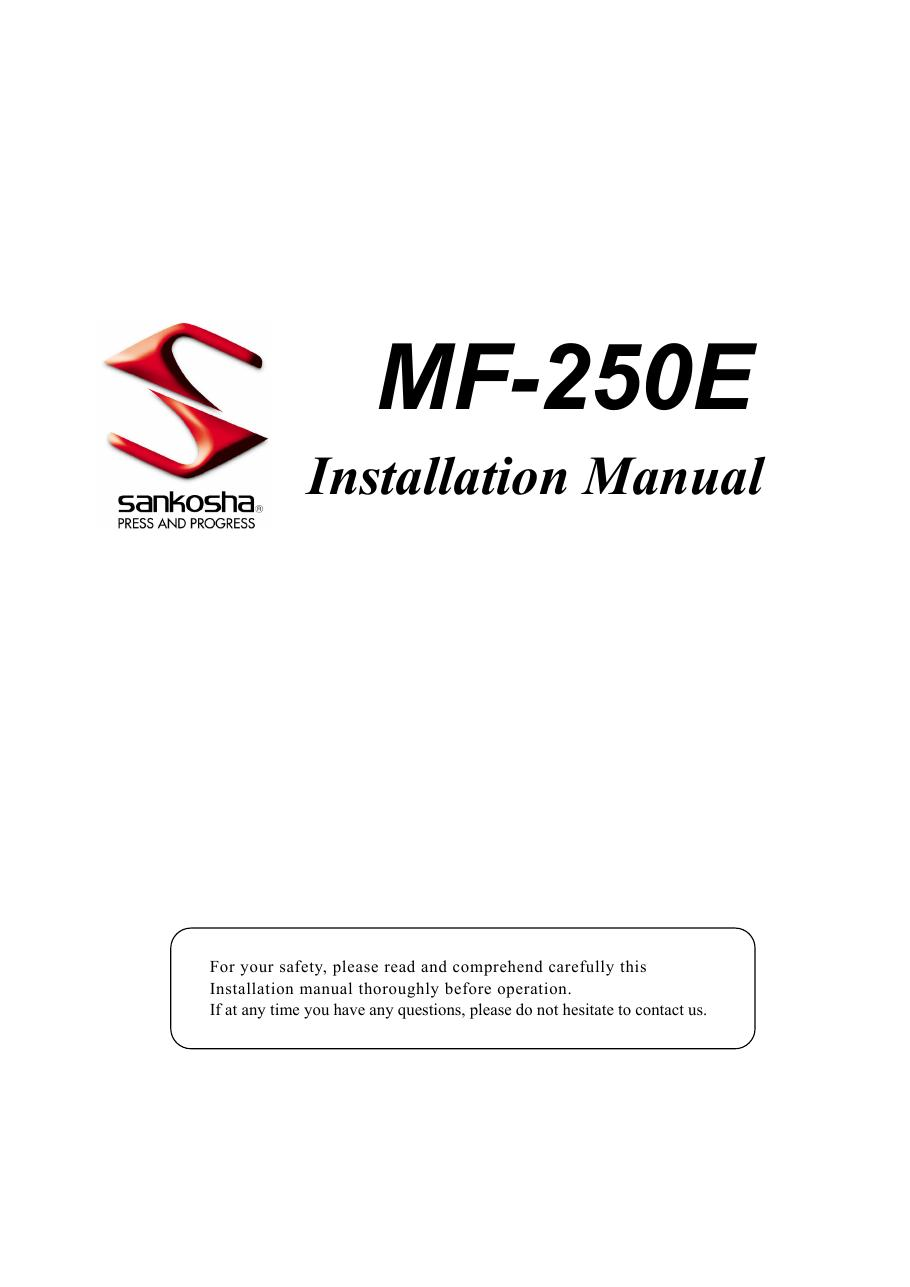 MF-250E
Installation Manual
sankosha®
PRESS AND PROGRESS
For your safety, please read and comprehend carefully this
Installation manual thoroughly before operation.
If at any time you have any questions, please do not hesitate to contact us.